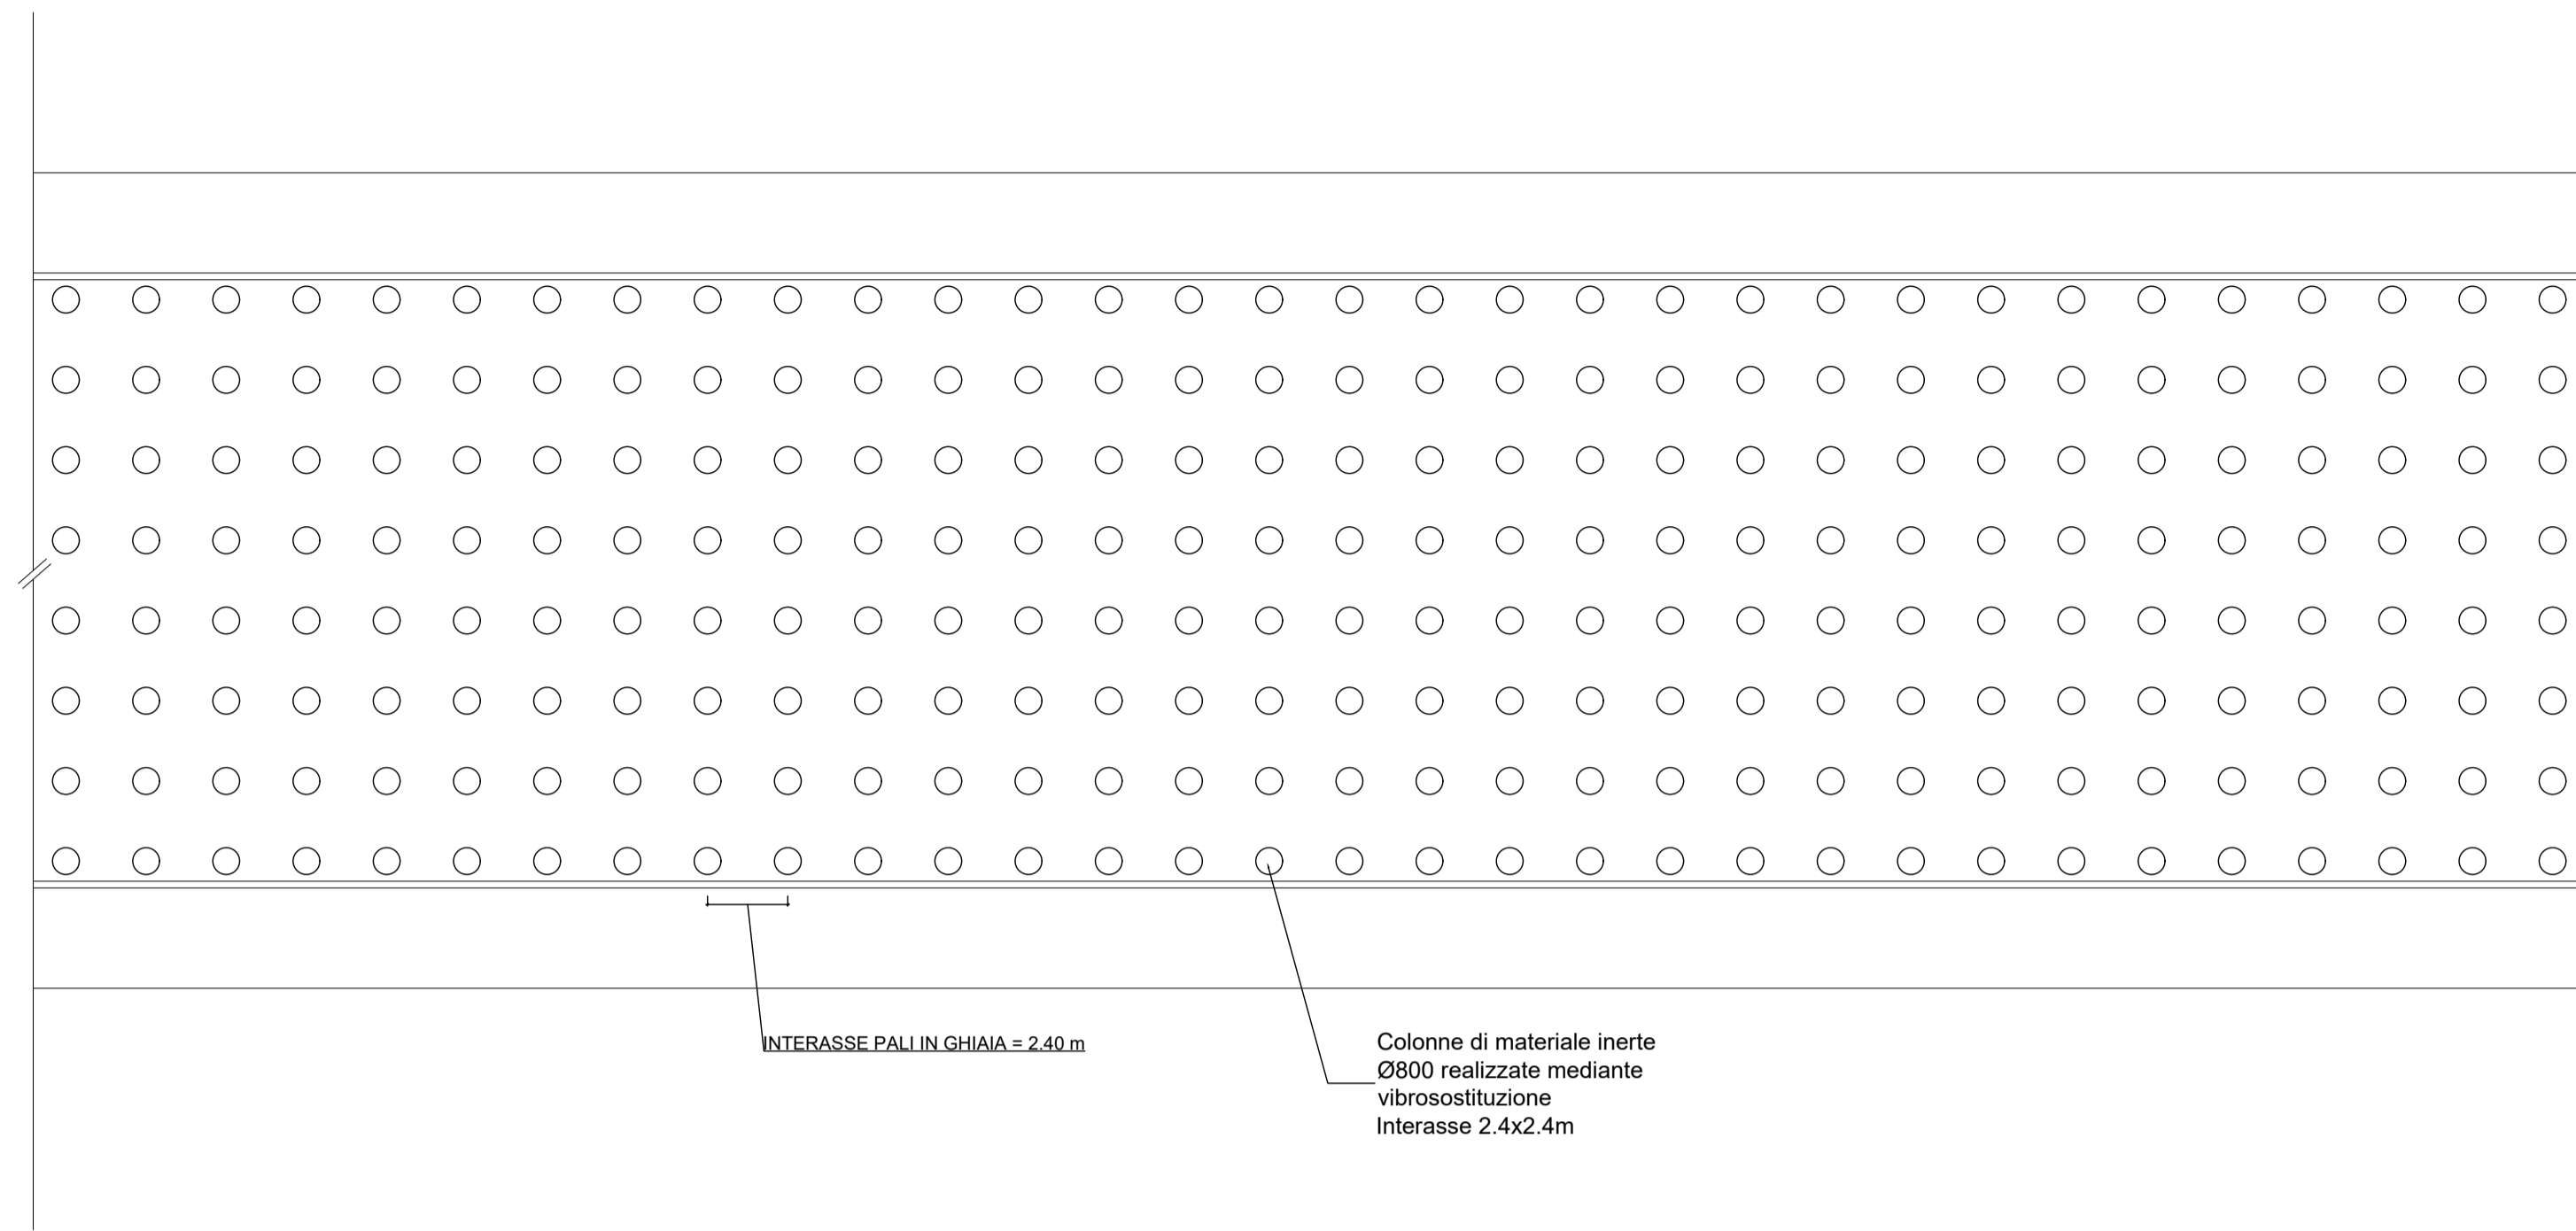 INTERASSE PALI IN GHIAIA = 2.40 m
Colonne di materiale inerte
Ø800 realizzate mediante
vibrosostituzione
Interasse 2.4x2.4m